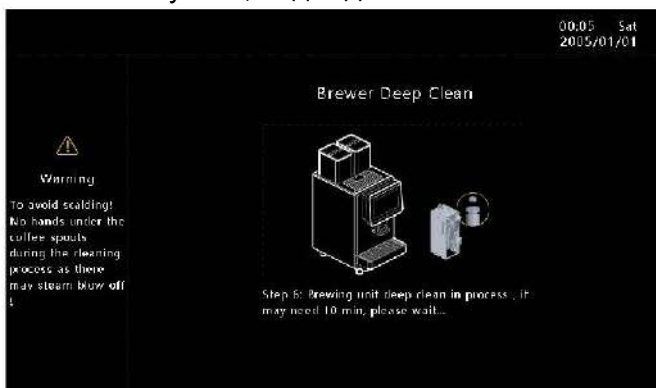 00:05 Sat
2005/01/01
Brewer Deep Clean
Warning
To avoid scalding!
No hands under the
coffee spouts
during the cleaning
process as there
may steam blow off
!
Step 6: Brewing unit deep clean in process , it
may need 10 min, please wait...